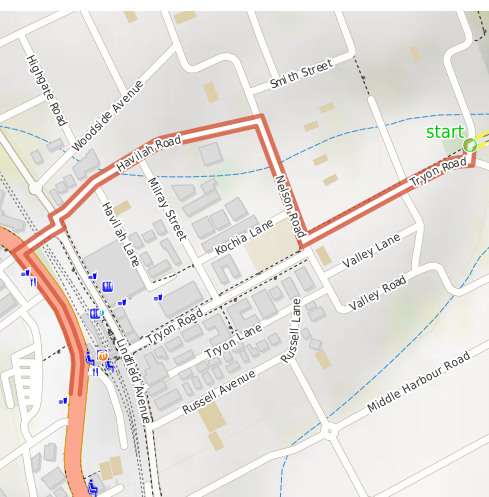 Smith Street
Highgate Road
Woodside Avenue
start
Havilah Road
Tryon Road
Milray Street
Nelson Road
Havilah Lane
Kochia Lane
Valley Lane
Valley Road
Tryon Road
Lindfield Avenue
Tryon Lane
Russell Lane
Russell Avenue
Middle Harbour Road